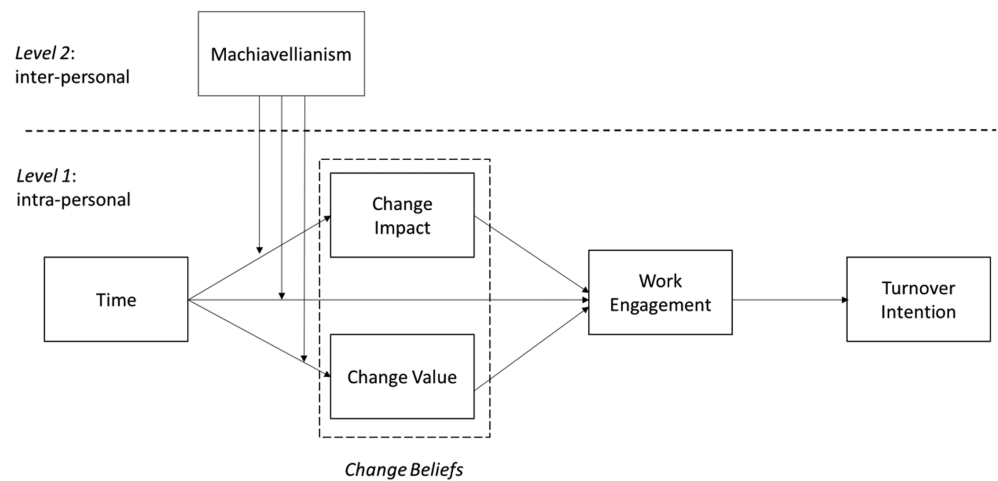 Level 2:
inter-personal
Machiavellianism
Level 1:
intra-personal
Change
Impact
Time
Work
Engagement
Turnover
Intention
Change Value
Change Beliefs